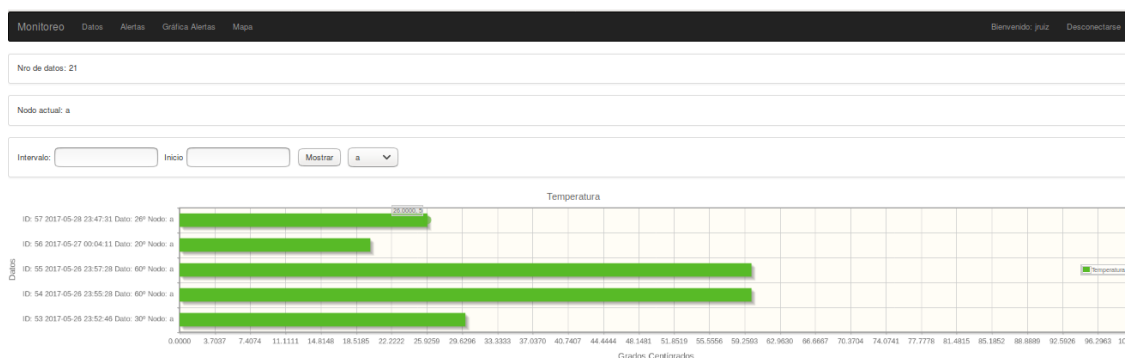 Monitoreo Datos Alertas Gráfica Alertas Mapa Bienvenido: jruiz Desconectarse
Nro de datos: 21
Nodo actual: a
Intervalo: Inicio Mostrar a
Temperatura
26.0000, 5
ID: 57 2017-05-28 23:47:31 Dato: 26º Nodo: a
ID: 56 2017-05-27 00:04:11 Dato: 20º Nodo: a
ID: 55 2017-05-26 23:57:28 Dato: 60º Nodo: a
ID: 54 2017-05-26 23:55:28 Dato: 60º Nodo: a
ID: 53 2017-05-26 23:52:46 Dato: 30º Nodo: a
Datos
Temperatura
0.0000 3.7037 7.4074 11.1111 14.8148 18.5185 22.2222 25.9259 29.6296 33.3333 37.0370 40.7407 44.4444 48.1481 51.8519 55.5556 59.2593 62.9630 66.6667 70.3704 74.0741 77.7778 81.4815 85.1852 88.8889 92.5926 96.2963 10
Grados Centigrados